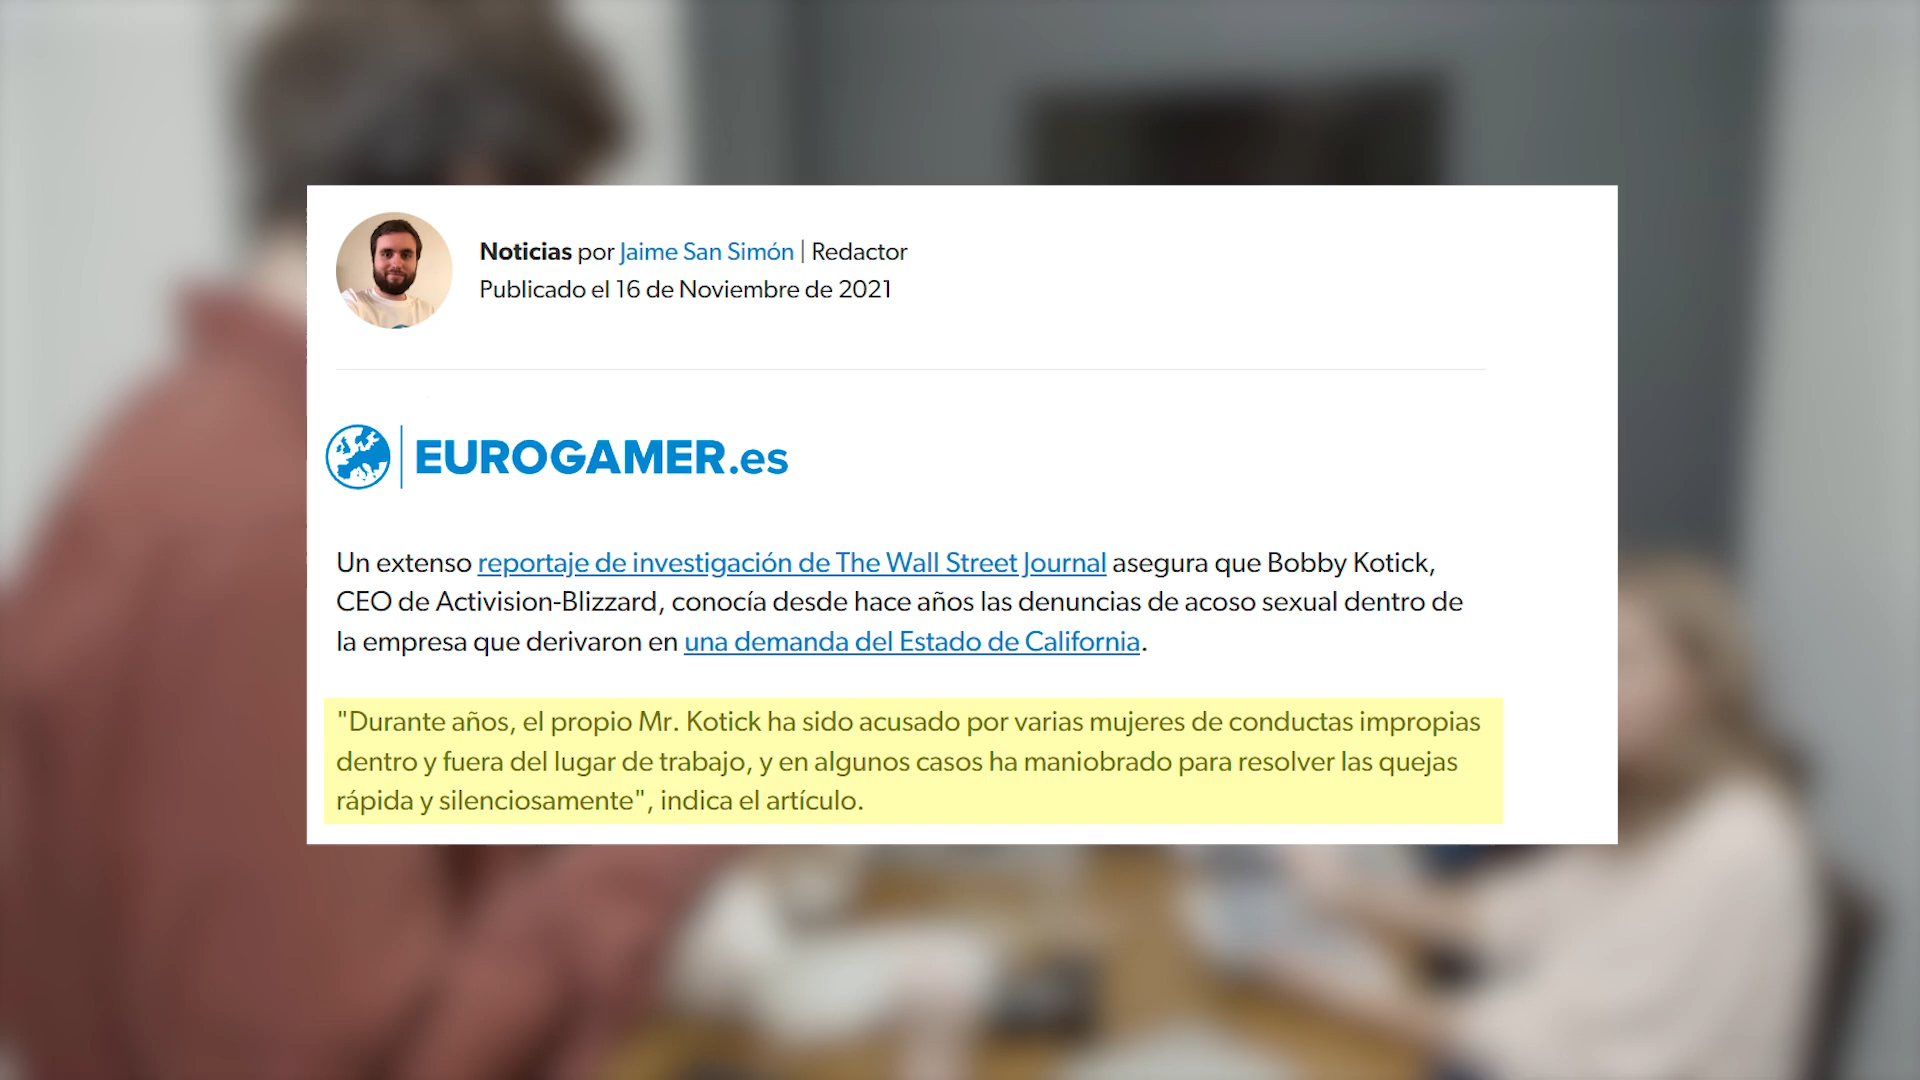 Noticias por Jaime San Simón | Redactor
Publicado el 16 de Noviembre de 2021
EUROGAMER.es
Un extenso reportaje de investigación de The Wall Street Journal asegura que Bobby Kotick,
CEO de Activision-Blizzard, conocía desde hace años las denuncias de acoso sexual dentro de
la empresa que derivaron en una demanda del Estado de California.
"Durante años, el propio Mr. Kotick ha sido acusado por varias mujeres de conductas impropias
dentro y fuera del lugar de trabajo, y en algunos casos ha maniobrado para resolver las quejas
rápida y silenciosamente", indica el artículo.